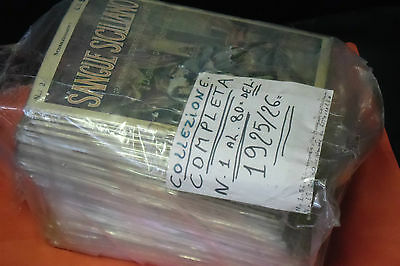 SANGUE SICILIANO
COLLEZIONE
COMPLETA
N. 1 AL 80° DEL
1925/26.